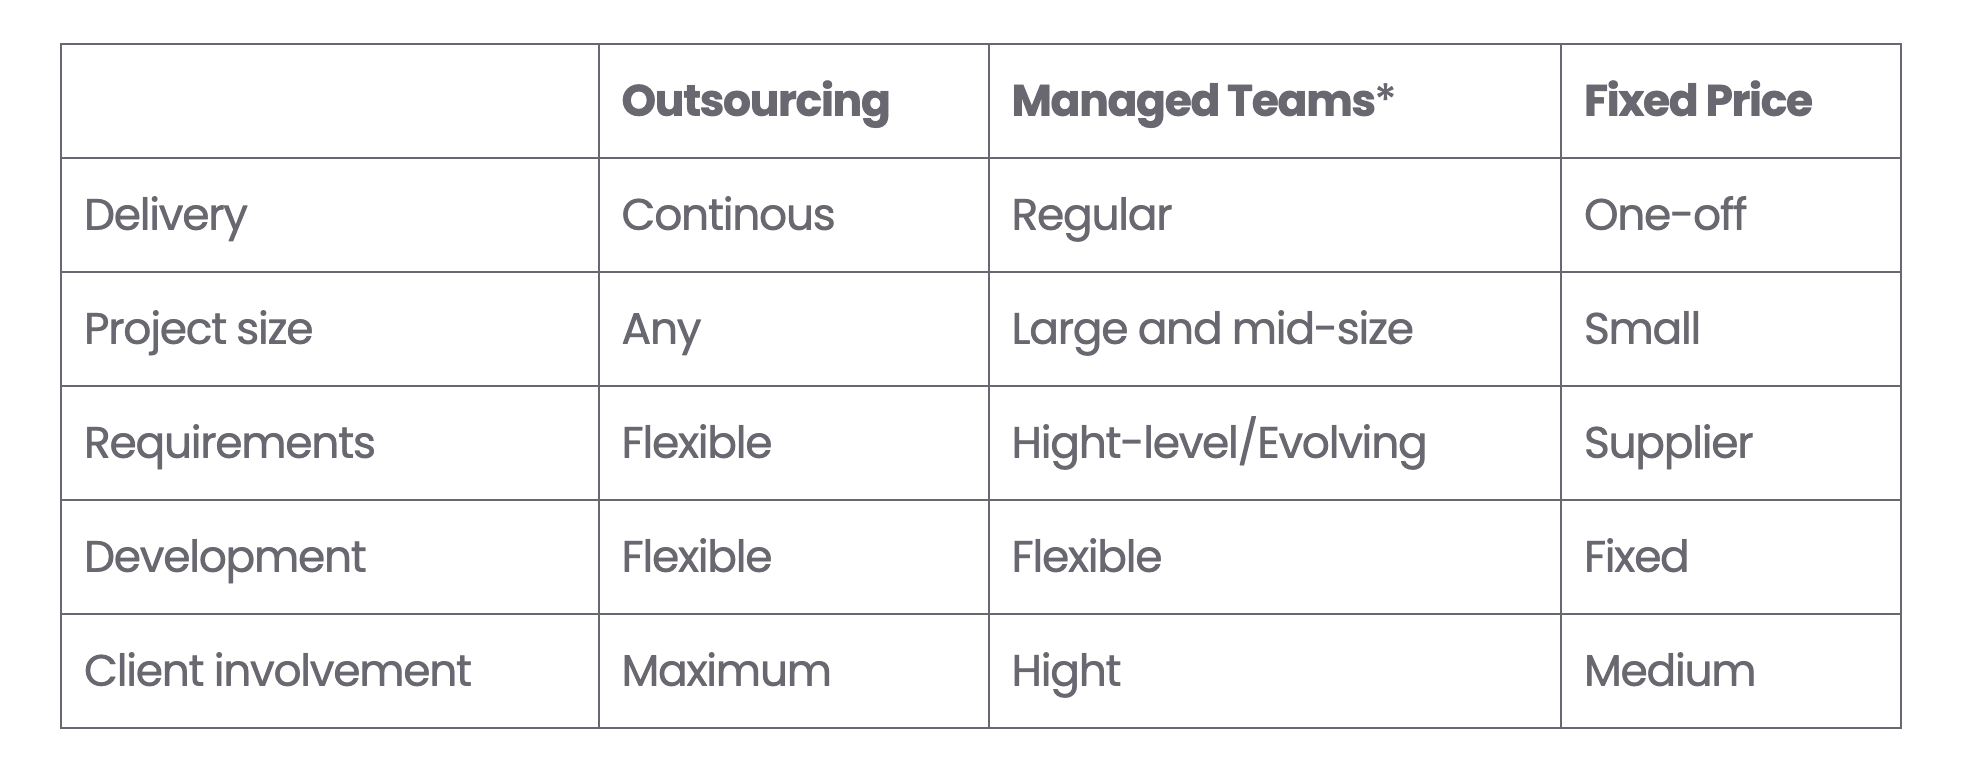 Outsourcing Managed Teams* Fixed Price
Delivery Continous Regular One-off
Project size Any Large and mid-size Small
Requirements Flexible Hight-level/Evolving Supplier
Development Flexible Flexible Fixed
Client involvement Maximum Hight Medium